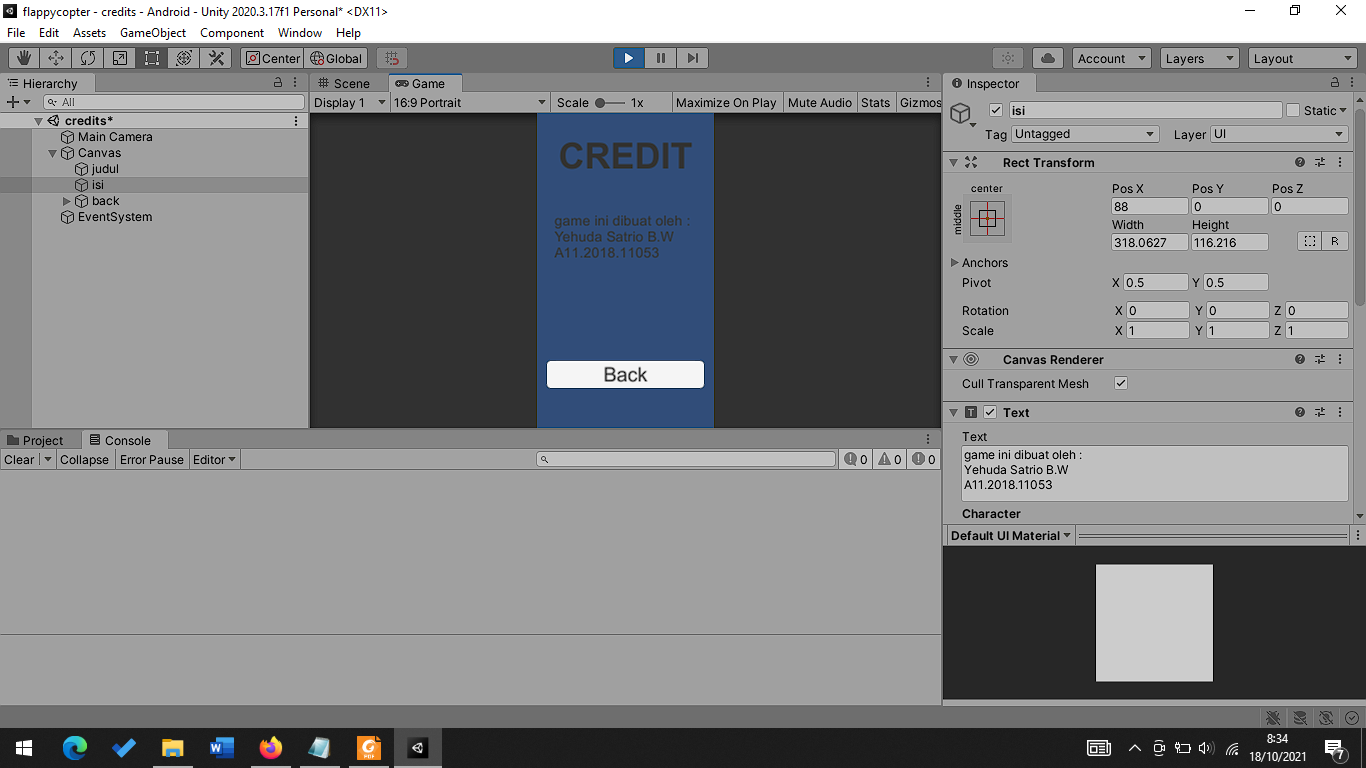 flappycopter - credits - Android - Unity 2020.3.17f1 Personal* <DX11>
File Edit Assets GameObject Component Window Help
Center Global Account Layers Layout
Hierarchy
All
credits*
Main Camera
Canvas
judul
isi
back
EventSystem
Scene Game
Display 1 16:9 Portrait Scale 1x Maximize On Play Mute Audio Stats Gizmos
CREDIT
game ini dibuat oleh :
Yehuda Satrio B.W
A11.2018.11053
Back
Project Console
Clear Collapse Error Pause Editor 0 0 0
Inspector
isi Static
Tag Untagged Layer UI
Rect Transform
center
middle
Pos X Pos Y Pos Z
88 0 0
Width Height
318.0627 116.216 R
Anchors
Pivot X 0.5 Y 0.5
Rotation X 0 Y 0 Z 0
Scale X 1 Y 1 Z 1
Canvas Renderer
Cull Transparent Mesh
T Text
Text
game ini dibuat oleh :
Yehuda Satrio B.W
A11.2018.11053
Character
Default UI Material
W PDF 8:34
18/10/2021 7